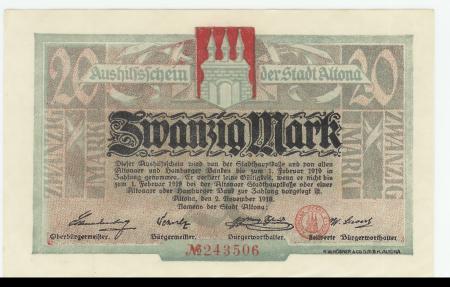 20 Aushilfsschein der Stadt Altona 20
ZWANZIG MARK
Zwanzig Mark
Dieser Aushilfsschein wird von der Stadthauptkasse und von allen
Altonaer und Hamburger Banken bis zum 1. Februar 1919 in
Zahlung genommen. Er verliert seine Gültigkeit, wenn er nicht bis
zum 1. Februar 1919 bei der Altonaer Stadthauptkasse oder einer
Altonaer oder Hamburger Bank zur Zahlung vorgelegt ist.
Altona, den 2. November 1918.
Namens der Stadt Altona:
Oberbürgermeister. Bürgermeister. Bürgerworthalter. Stellvertr. Bürgerworthalter
№243506